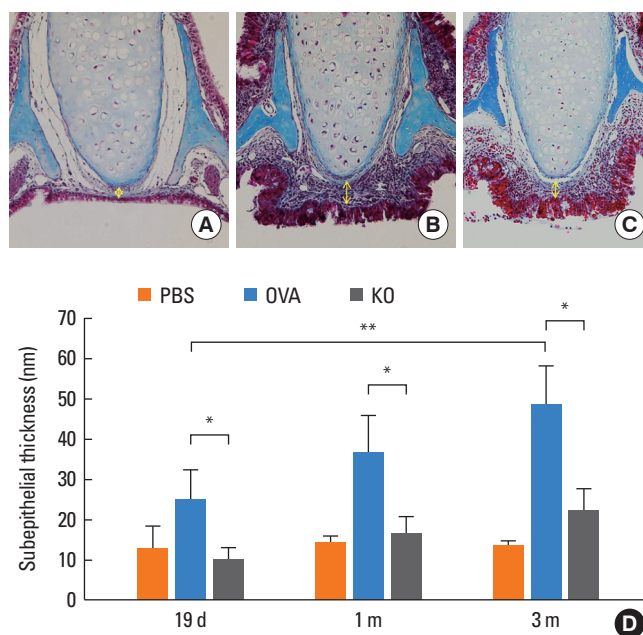 A
B
C
PBS
OVA
KO
Subepithelial thickness (nm)
70
60
50
40
30
20
10
0
**
*
*
*
19 d
1 m
3 m
D